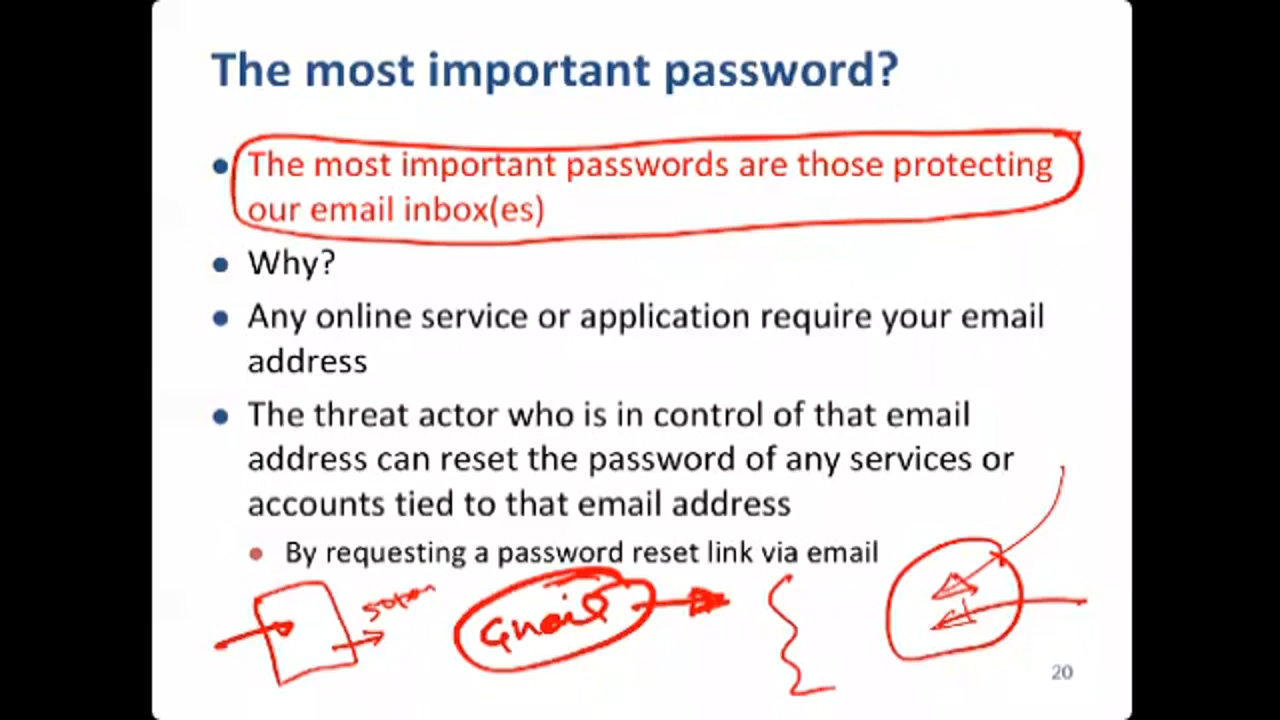 The most important password?
• The most important passwords are those protecting
our email inbox(es)
• Why?
• Any online service or application require your email
address
• The threat actor who is in control of that email
address can reset the password of any services or
accounts tied to that email address
• By requesting a password reset link via email
Gmail
20